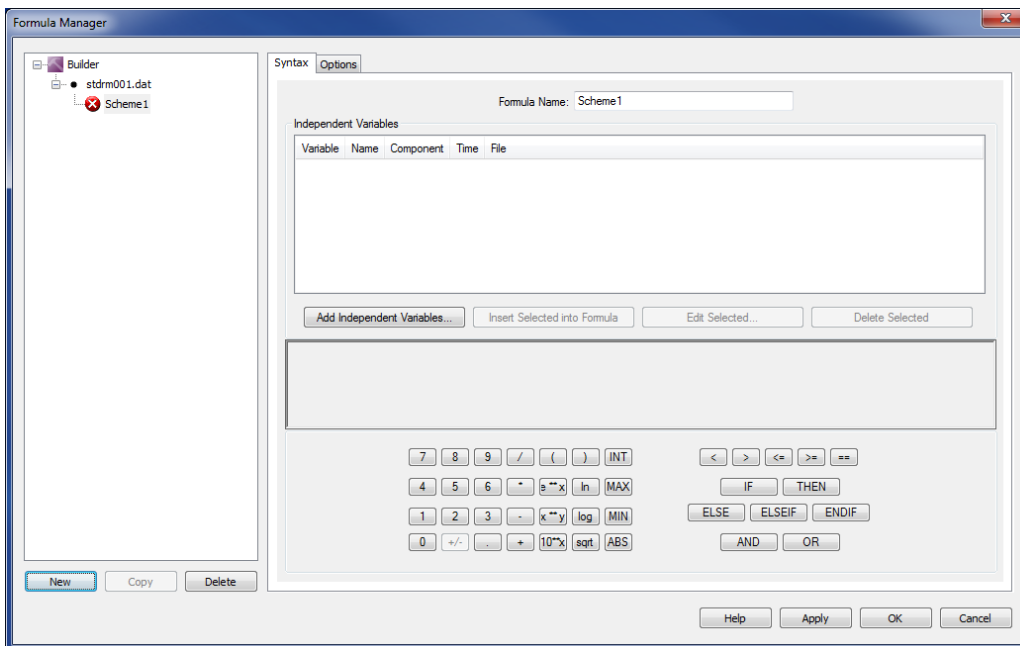 Formula Manager
Builder
stdrm001.dat
Scheme1
Syntax Options
Formula Name: Scheme1
Independent Variables
Variable Name Component Time File
Add Independent Variables... Insert Selected into Formula Edit Selected... Delete Selected
7 8 9 / ( ) INT < > <= >= ==
4 5 6 * e**x ln MAX IF THEN
1 2 3 - x**y log MIN ELSE ELSEIF ENDIF
0 +/- . + 10**x sqrt ABS AND OR
New Copy Delete
Help Apply OK Cancel